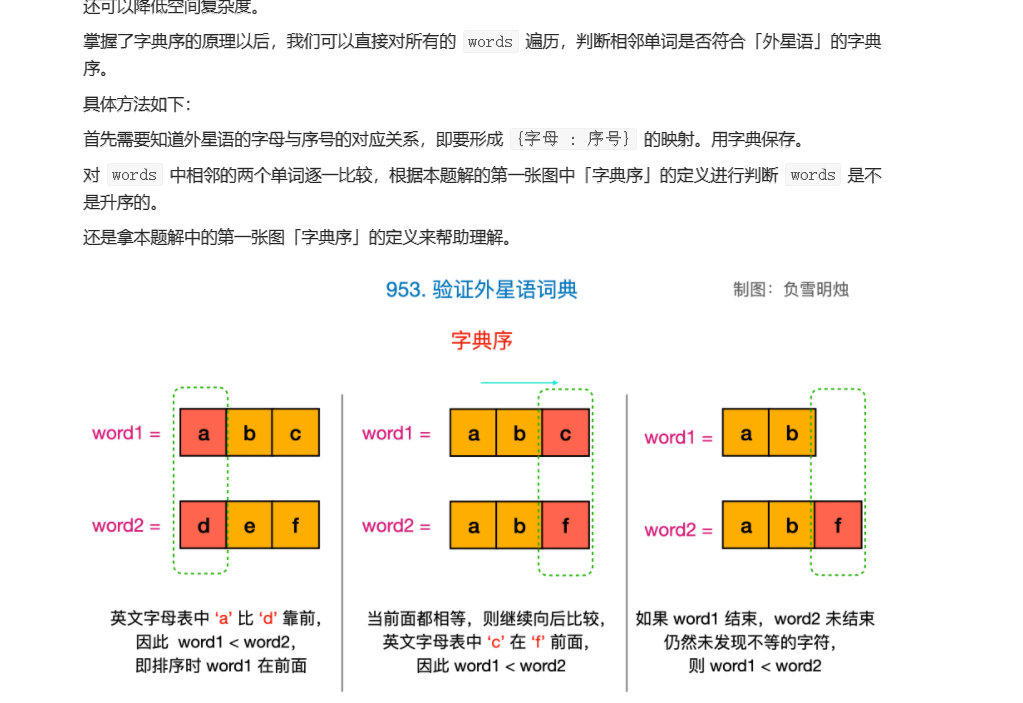 还可以降低空间复杂度。
掌握了字典序的原理以后，我们可以直接对所有的 words 遍历，判断相邻单词是否符合「外星语」的字典
序。
具体方法如下：
首先需要知道外星语的字母与序号的对应关系，即要形成 {字母 : 序号} 的映射。用字典保存。
对 words 中相邻的两个单词逐一比较，根据本题解的第一张图中「字典序」的定义进行判断 words 是不
是升序的。
还是拿本题解中的第一张图「字典序」的定义来帮助理解。
953. 验证外星语词典
制图：负雪明烛
字典序
word1 = a b c
word2 = d e f
英文字母表中 ‘a’ 比 ‘d’ 靠前，
因此 word1 < word2，
即排序时 word1 在前面
word1 = a b c
word2 = a b f
当前面都相等，则继续向后比较，
英文字母表中 ‘c’ 在 ‘f’ 前面，
因此 word1 < word2
word1 = a b
word2 = a b f
如果 word1 结束，word2 未结束
仍然未发现不等的字符，
则 word1 < word2